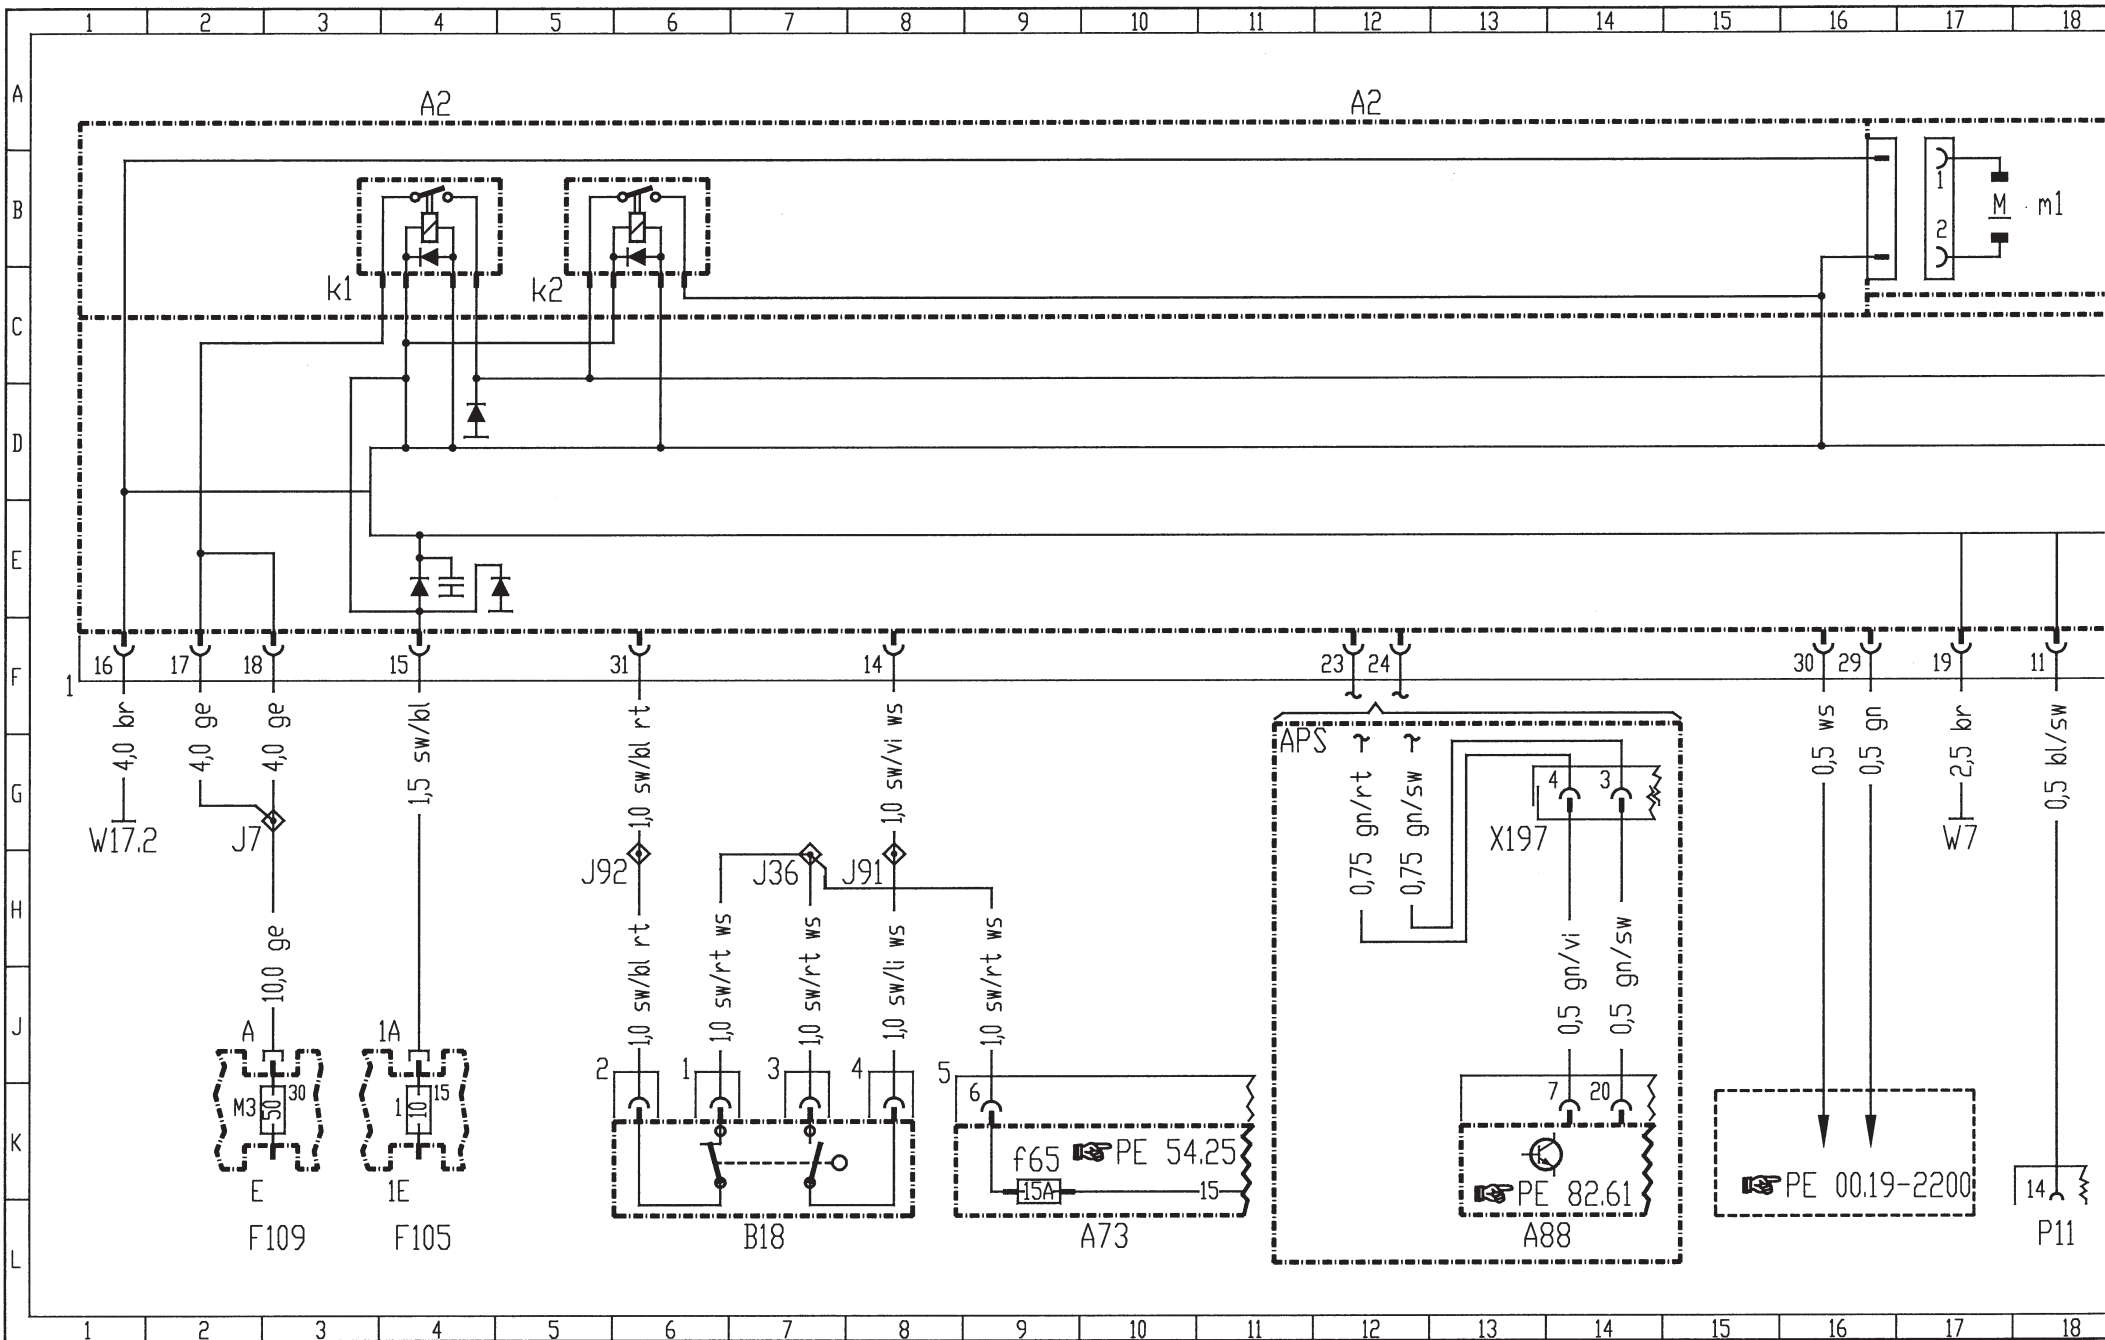 1 2 3 4 5 6 7 8 9 10 11 12 13 14 15 16 17 18
A
A2 A2
B
1
M m1
2
k1 k2
C
D
E
F
16 17 18 15 31 14 23 24 30 29 19 11
1
4,0 br
4,0 ge
4,0 ge
1,5 sw/bl
1,0 sw/bl rt
1,0 sw/vi ws
0,5 ws
0,5 gn
2,5 br
0,5 bl/sw
APS
0,75 gn/rt
0,75 gn/sw
4 3
G
W17.2 J7 X197 W7
J92 J36 J91
H
10,0 ge
1,0 sw/bl rt
1,0 sw/rt ws
1,0 sw/rt ws
1,0 sw/li ws
1,0 sw/rt ws
0,5 gn/vi
0,5 gn/sw
J
A 1A
2 1 3 4 5 6 7 20
M3 50 30
1 10 15
K
f65 PE 54.25
15A 15
PE 82.61
PE 00.19-2200
14
E 1E
F109 F105 B18 A73 A88 P11
L
1 2 3 4 5 6 7 8 9 10 11 12 13 14 15 16 17 18